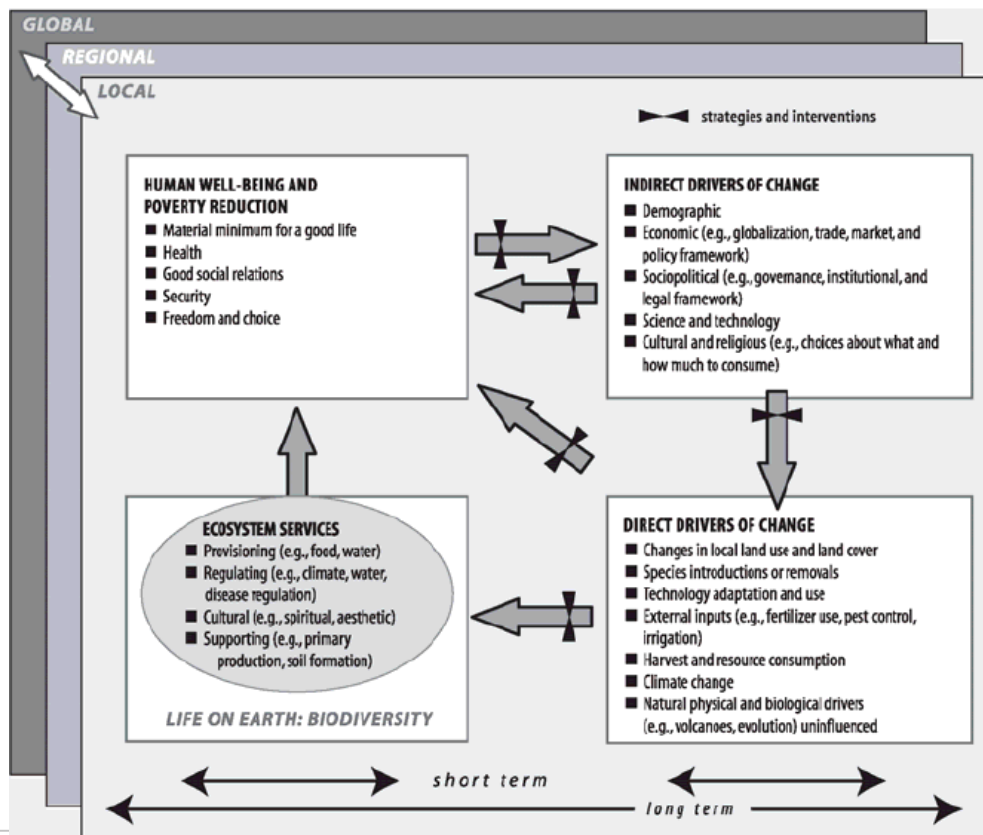 GLOBAL
REGIONAL
LOCAL
strategies and interventions
HUMAN WELL-BEING AND
POVERTY REDUCTION
■ Material minimum for a good life
■ Health
■ Good social relations
■ Security
■ Freedom and choice
INDIRECT DRIVERS OF CHANGE
■ Demographic
■ Economic (e.g., globalization, trade, market, and
policy framework)
■ Sociopolitical (e.g., governance, institutional, and
legal framework)
■ Science and technology
■ Cultural and religious (e.g., choices about what and
how much to consume)
ECOSYSTEM SERVICES
■ Provisioning (e.g., food, water)
■ Regulating (e.g., climate, water,
disease regulation)
■ Cultural (e.g., spiritual, aesthetic)
■ Supporting (e.g., primary
production, soil formation)
LIFE ON EARTH: BIODIVERSITY
DIRECT DRIVERS OF CHANGE
■ Changes in local land use and land cover
■ Species introductions or removals
■ Technology adaptation and use
■ External inputs (e.g., fertilizer use, pest control,
irrigation)
■ Harvest and resource consumption
■ Climate change
■ Natural physical and biological drivers
(e.g., volcanoes, evolution) uninfluenced
short term
long term